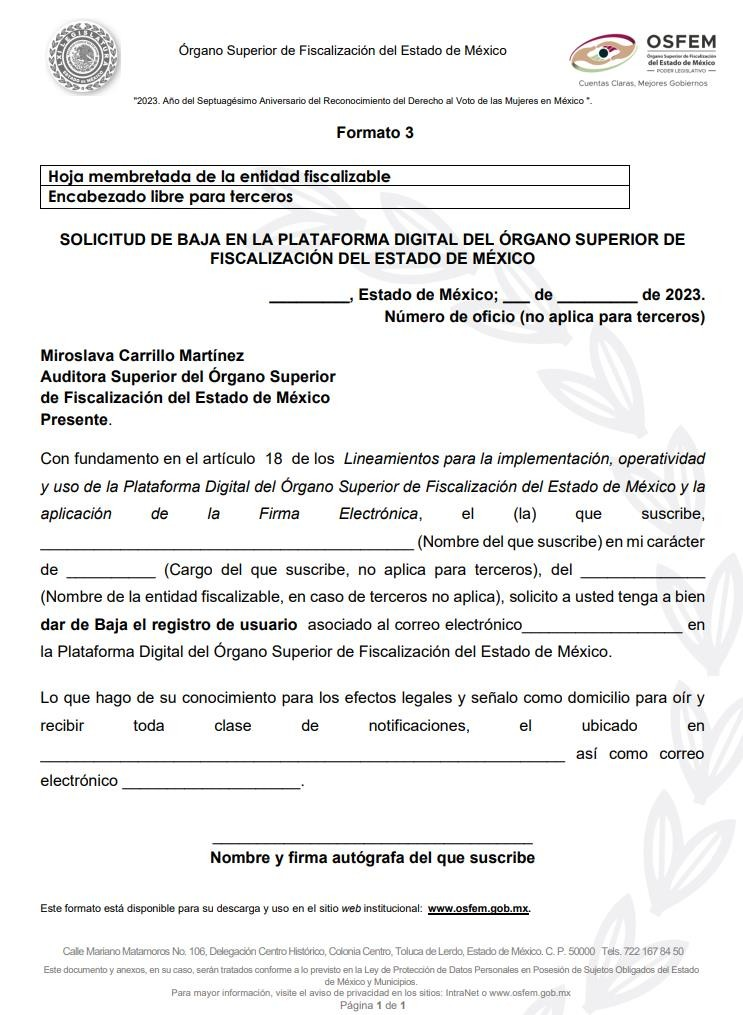 Órgano Superior de Fiscalización del Estado de México
OSFEM
Órgano Superior de Fiscalización
del Estado de México
PODER LEGISLATIVO
Cuentas Claras, Mejores Gobiernos
"2023. Año del Septuagésimo Aniversario del Reconocimiento del Derecho al Voto de las Mujeres en México ".
Formato 3
Hoja membretada de la entidad fiscalizable
Encabezado libre para terceros
SOLICITUD DE BAJA EN LA PLATAFORMA DIGITAL DEL ÓRGANO SUPERIOR DE
FISCALIZACIÓN DEL ESTADO DE MÉXICO
_________, Estado de México; ___ de _________ de 2023.
Número de oficio (no aplica para terceros)
Miroslava Carrillo Martínez
Auditora Superior del Órgano Superior
de Fiscalización del Estado de México
Presente.
Con fundamento en el artículo 18 de los Lineamientos para la implementación, operatividad
y uso de la Plataforma Digital del Órgano Superior de Fiscalización del Estado de México y la
aplicación de la Firma Electrónica, el (la) que suscribe,
__________________________________________ (Nombre del que suscribe) en mi carácter
de __________ (Cargo del que suscribe, no aplica para terceros), del ______________
(Nombre de la entidad fiscalizable, en caso de terceros no aplica), solicito a usted tenga a bien
dar de Baja el registro de usuario asociado al correo electrónico__________________ en
la Plataforma Digital del Órgano Superior de Fiscalización del Estado de México.
Lo que hago de su conocimiento para los efectos legales y señalo como domicilio para oír y
recibir toda clase de notificaciones, el ubicado en
___________________________________________________________ así como correo
electrónico ____________________.
____________________________________
Nombre y firma autógrafa del que suscribe
Este formato está disponible para su descarga y uso en el sitio web institucional: www.osfem.gob.mx.
Calle Mariano Matamoros No. 106, Delegación Centro Histórico, Colonia Centro, Toluca de Lerdo, Estado de México. C. P. 50000 Tels. 722 167 84 50
Este documento y anexos, en su caso, serán tratados conforme a lo previsto en la Ley de Protección de Datos Personales en Posesión de Sujetos Obligados del Estado
de México y Municipios.
Para mayor información, visite el aviso de privacidad en los sitios: IntraNet o www.osfem.gob.mx
Página 1 de 1